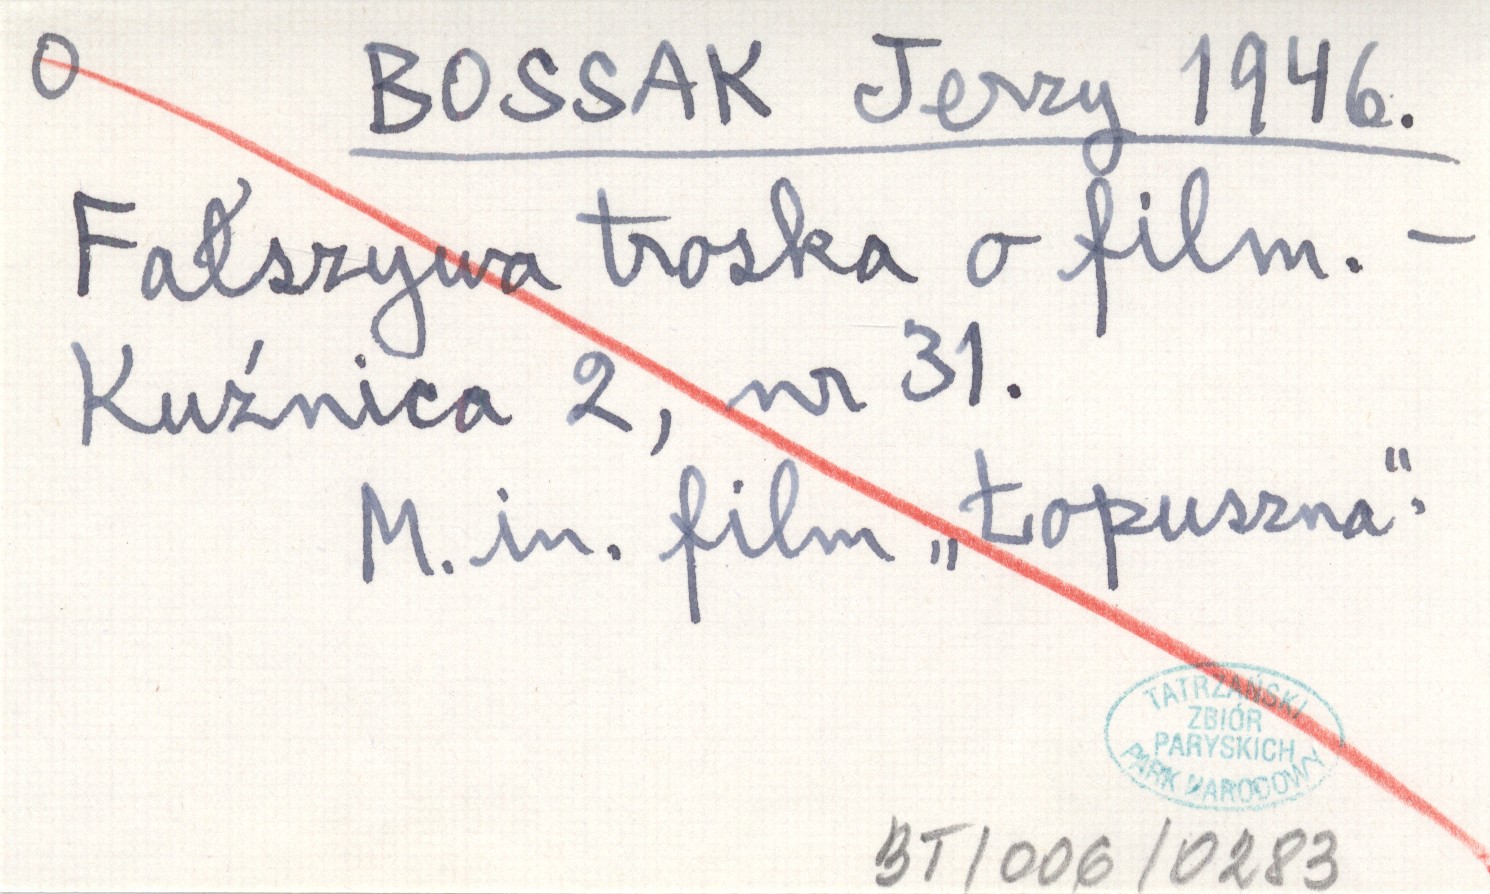 O BOSSAK Jerzy 1946.
Fałszywa troska o film. –
Kuźnica 2, nr 31.
M. in. film „Łopuszna".
TATRZAŃSKI
ZBIÓR
PARYSKICH
PARK NARODOWY
BT/006/0283